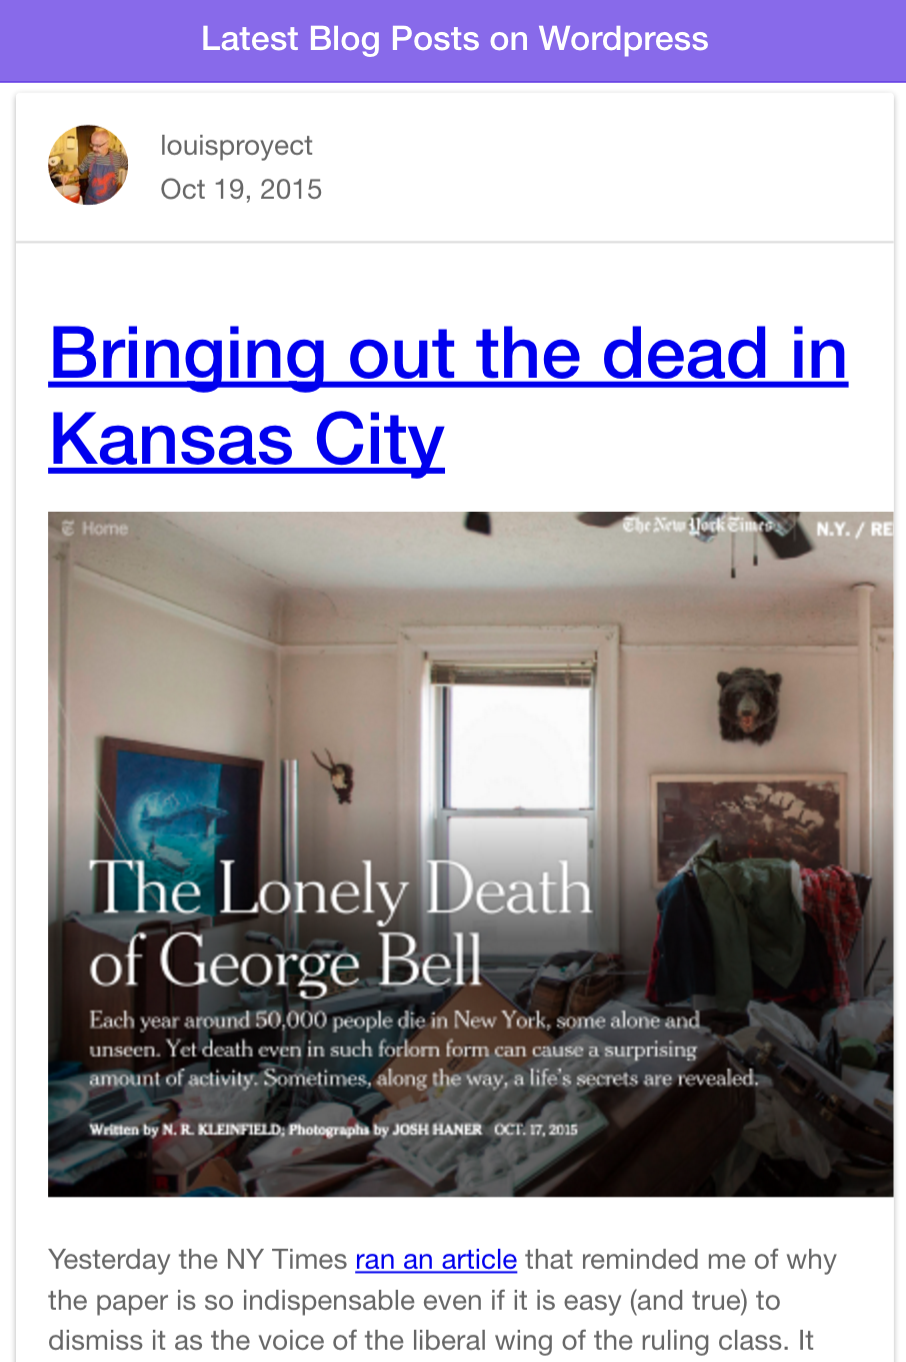 Latest Blog Posts on Wordpress
louisproyect
Oct 19, 2015
Bringing out the dead in
Kansas City
Home
The New York Times
N.Y. / RE
The Lonely Death
of George Bell
Each year around 50,000 people die in New York, some alone and
unseen. Yet death even in such forlorn form can cause a surprising
amount of activity. Sometimes, along the way, a life's secrets are revealed.
Written by N. R. KLEINFIELD; Photographs by JOSH HANER OCT. 17, 2015
Yesterday the NY Times ran an article that reminded me of why
the paper is so indispensable even if it is easy (and true) to
dismiss it as the voice of the liberal wing of the ruling class. It